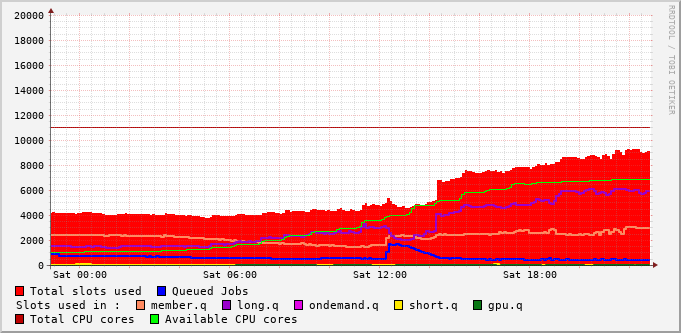 20000
18000
16000
14000
12000
10000
8000
6000
4000
2000
0
Sat 00:00 Sat 06:00 Sat 12:00 Sat 18:00
Total slots used Queued Jobs
Slots used in : member.q long.q ondemand.q short.q gpu.q
Total CPU cores Available CPU cores
RRDTOOL / TOBI OETIKER